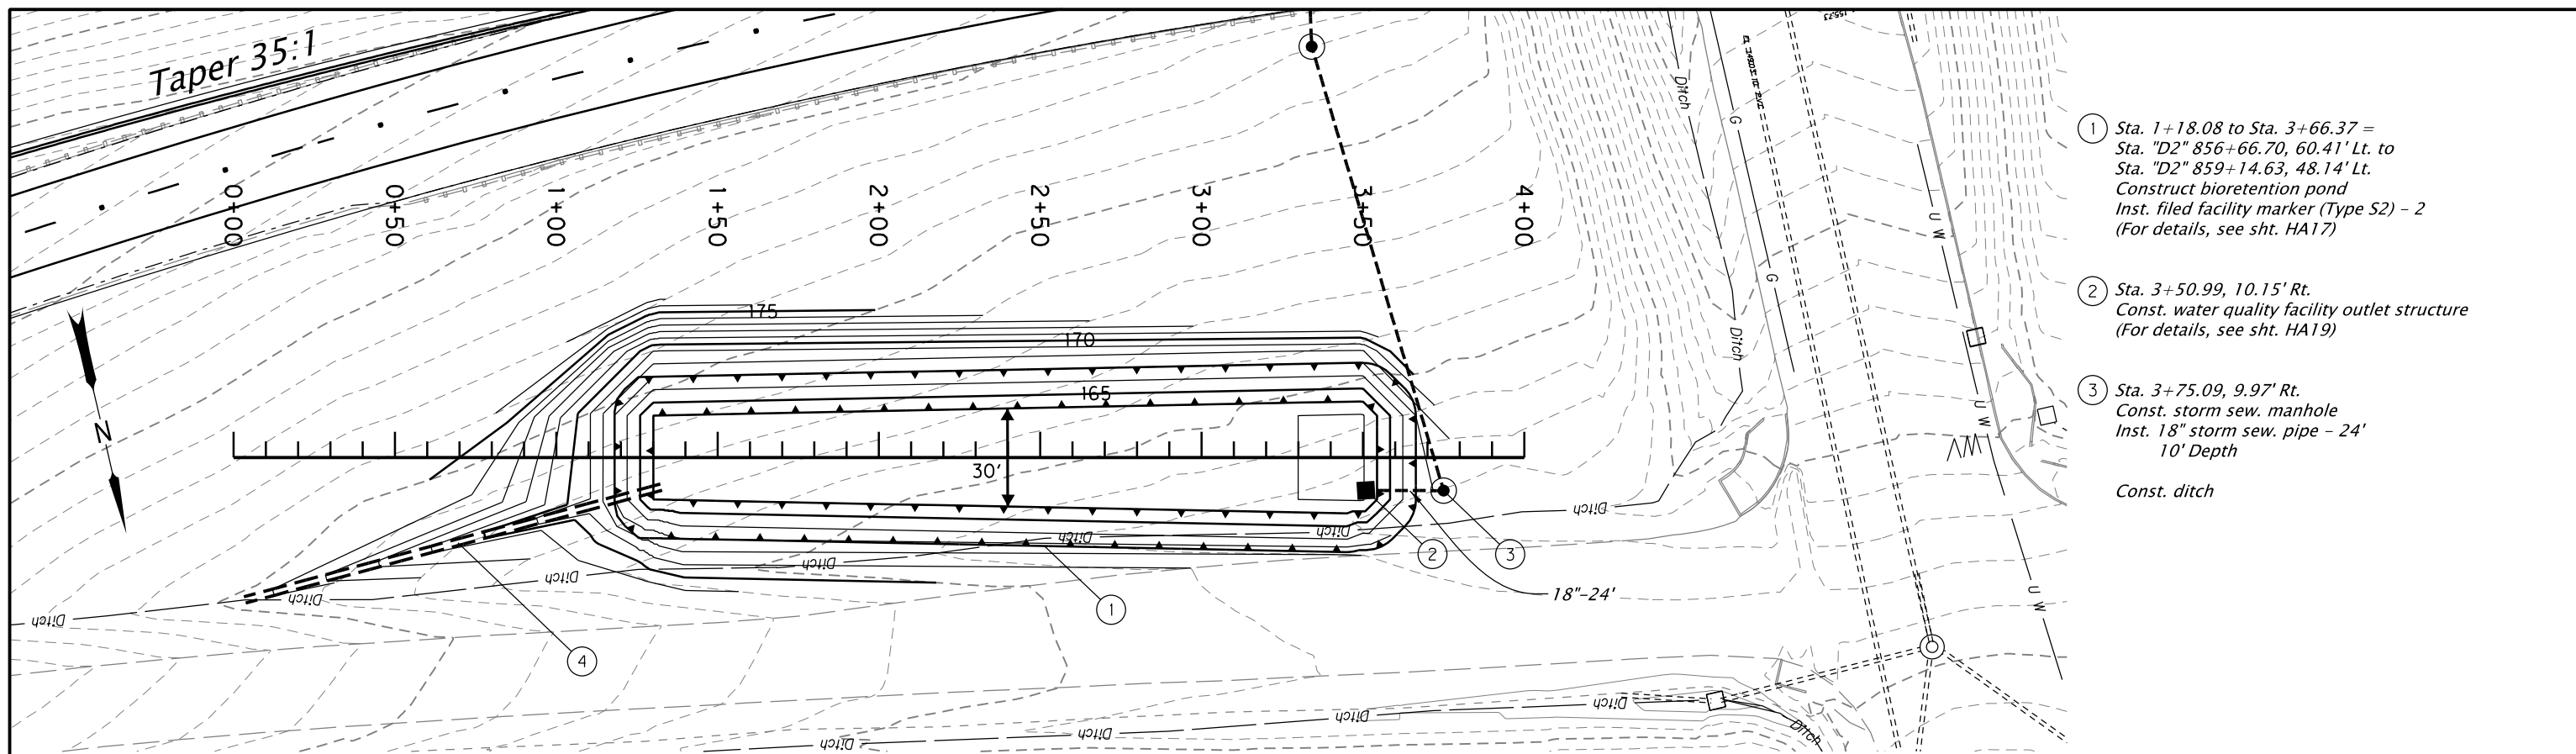 Taper 35:1
0+00
0+50
1+00
1+50
2+00
2+50
3+00
3+50
4+00
175
170
165
30'
N
Ditch
Ditch
Ditch
Ditch
Ditch
Ditch
Ditch
Ditch
Ditch
Ditch
Ditch
Ditch
Ditch
Ditch
G
G
U W
U W
U W
18"-24'
1
2
3
4
1 Sta. 1+18.08 to Sta. 3+66.37 =
Sta. "D2" 856+66.70, 60.41' Lt. to
Sta. "D2" 859+14.63, 48.14' Lt.
Construct bioretention pond
Inst. filed facility marker (Type S2) – 2
(For details, see sht. HA17)
2 Sta. 3+50.99, 10.15' Rt.
Const. water quality facility outlet structure
(For details, see sht. HA19)
3 Sta. 3+75.09, 9.97' Rt.
Const. storm sew. manhole
Inst. 18" storm sew. pipe – 24'
10' Depth
Const. ditch